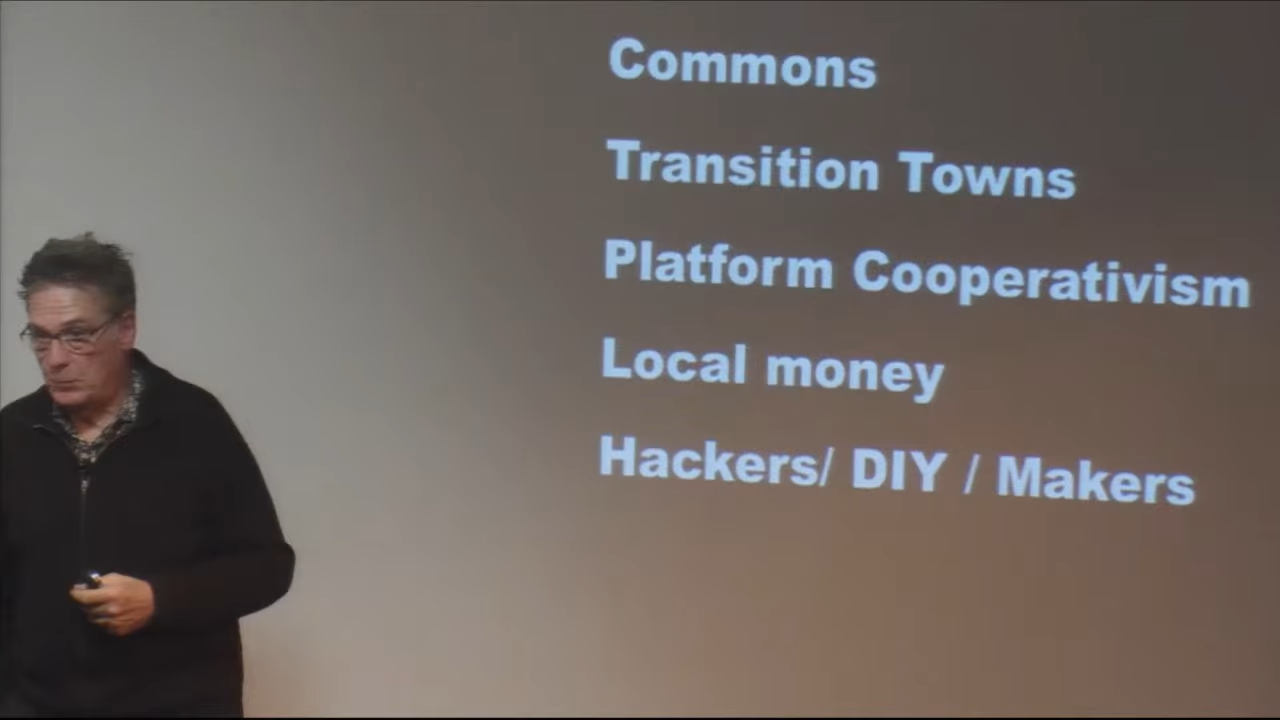 Commons
Transition Towns
Platform Cooperativism
Local money
Hackers/ DIY / Makers